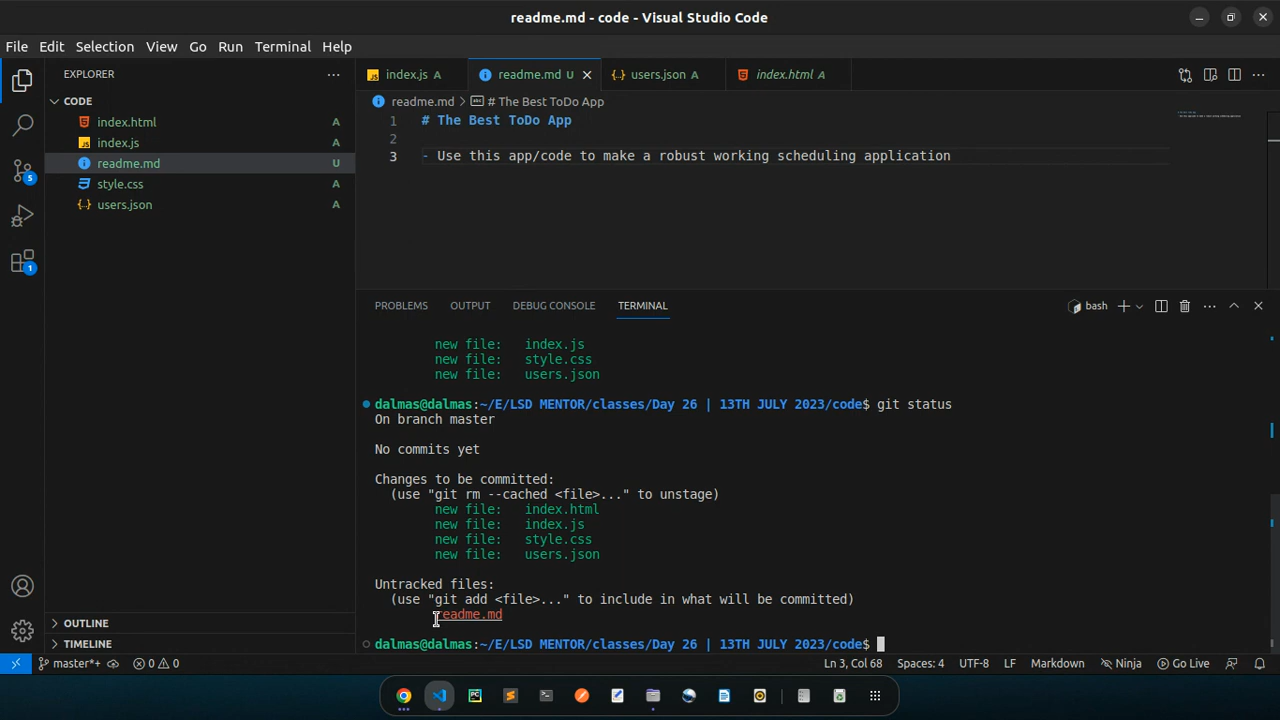 readme.md - code - Visual Studio Code
File Edit Selection View Go Run Terminal Help
EXPLORER
CODE
index.html A
index.js A
readme.md U
style.css A
users.json A
OUTLINE
TIMELINE
5
1
index.js A
readme.md U
users.json A
index.html A
readme.md > # The Best ToDo App
1 # The Best ToDo App
2
3 - Use this app/code to make a robust working scheduling application
PROBLEMS OUTPUT DEBUG CONSOLE TERMINAL
bash
new file: index.js
new file: style.css
new file: users.json
dalmas@dalmas:~/E/LSD MENTOR/classes/Day 26 | 13TH JULY 2023/code$ git status
On branch master
No commits yet
Changes to be committed:
(use "git rm --cached <file>..." to unstage)
new file: index.html
new file: index.js
new file: style.css
new file: users.json
Untracked files:
(use "git add <file>..." to include in what will be committed)
readme.md
dalmas@dalmas:~/E/LSD MENTOR/classes/Day 26 | 13TH JULY 2023/code$
master*+ 0 0 Ln 3, Col 68 Spaces: 4 UTF-8 LF Markdown Ninja Go Live